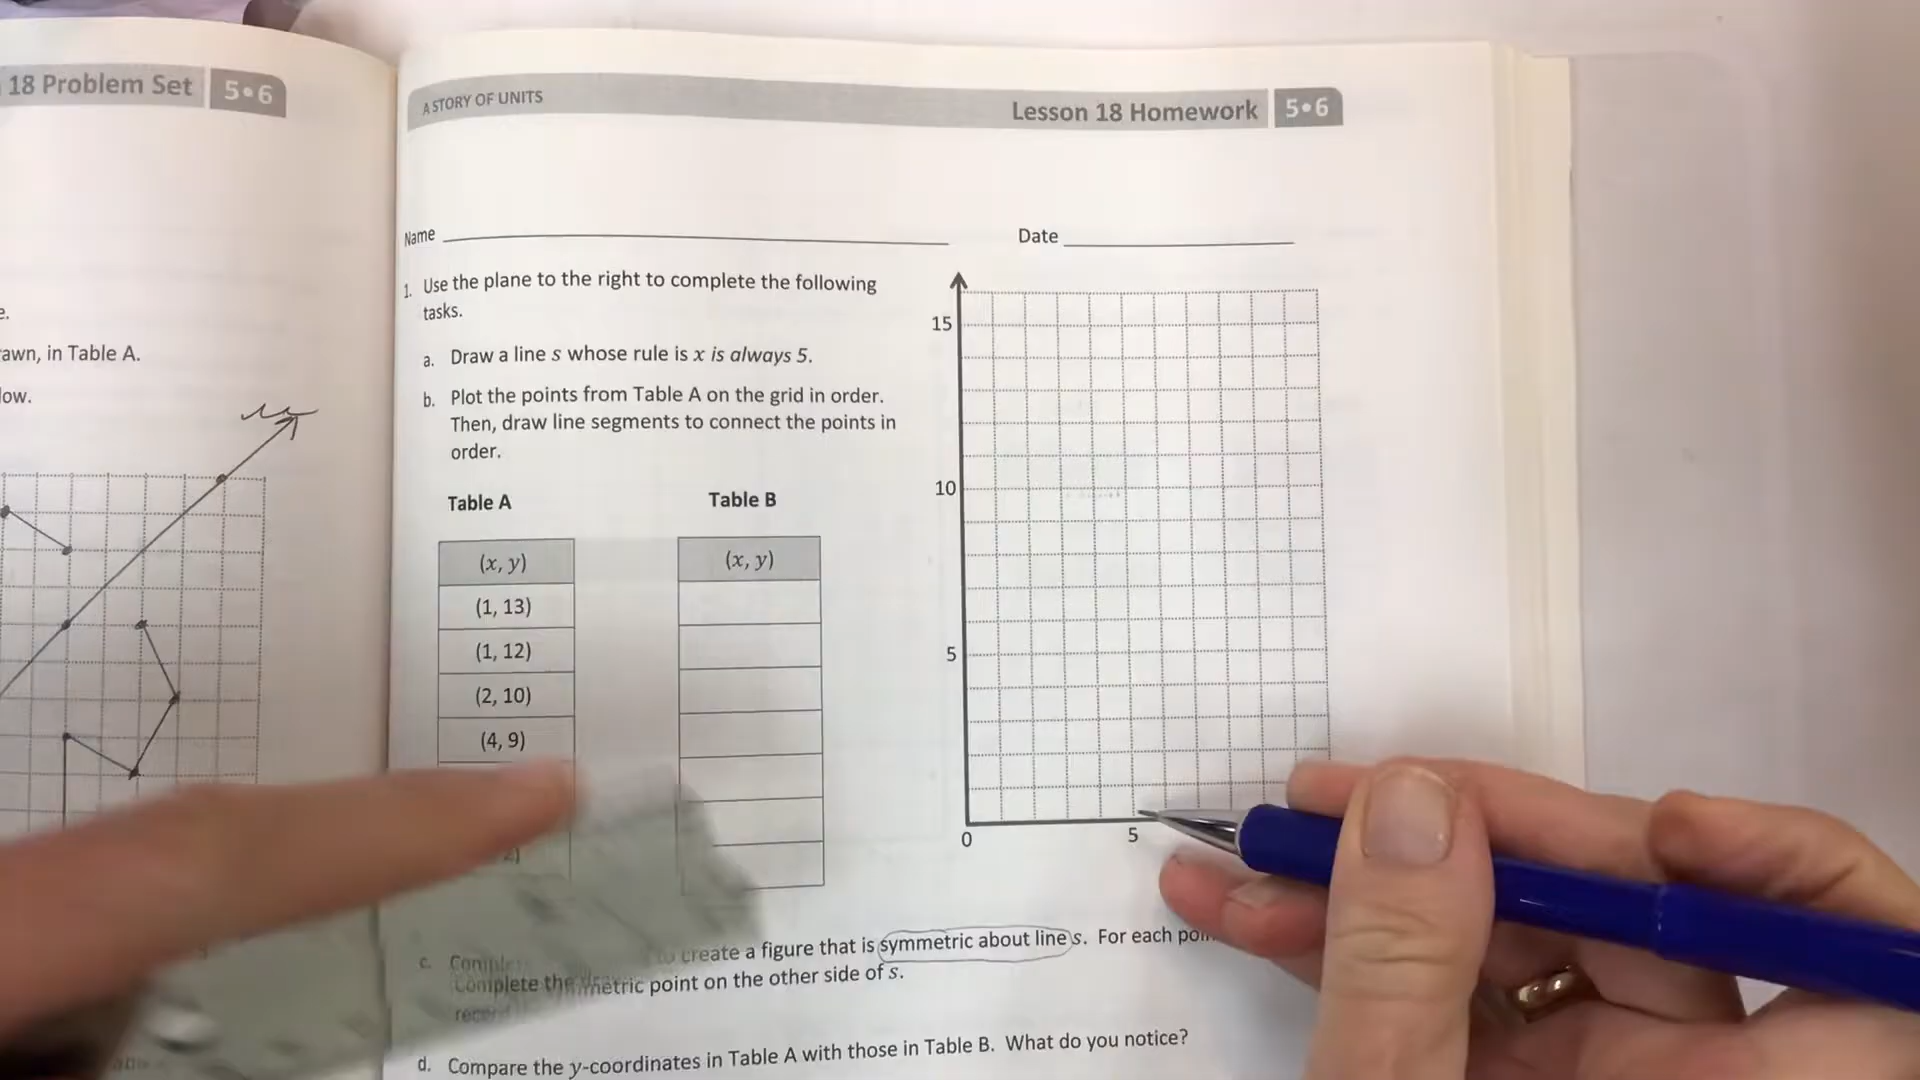 18 Problem Set 5•6
e.
awn, in Table A.
low.
A STORY OF UNITS
Lesson 18 Homework 5•6
Name
Date
1. Use the plane to the right to complete the following
tasks.
a. Draw a line s whose rule is x is always 5.
b. Plot the points from Table A on the grid in order.
Then, draw line segments to connect the points in
order.
Table A
(x, y)
(1, 13)
(1, 12)
(2, 10)
(4, 9)
2)
Table B
(x, y)
15
10
5
0
5
c. create a figure that is symmetric about line s. For each
metric point on the other side of s.
d. Compare the y-coordinates in Table A with those in Table B. What do you notice?